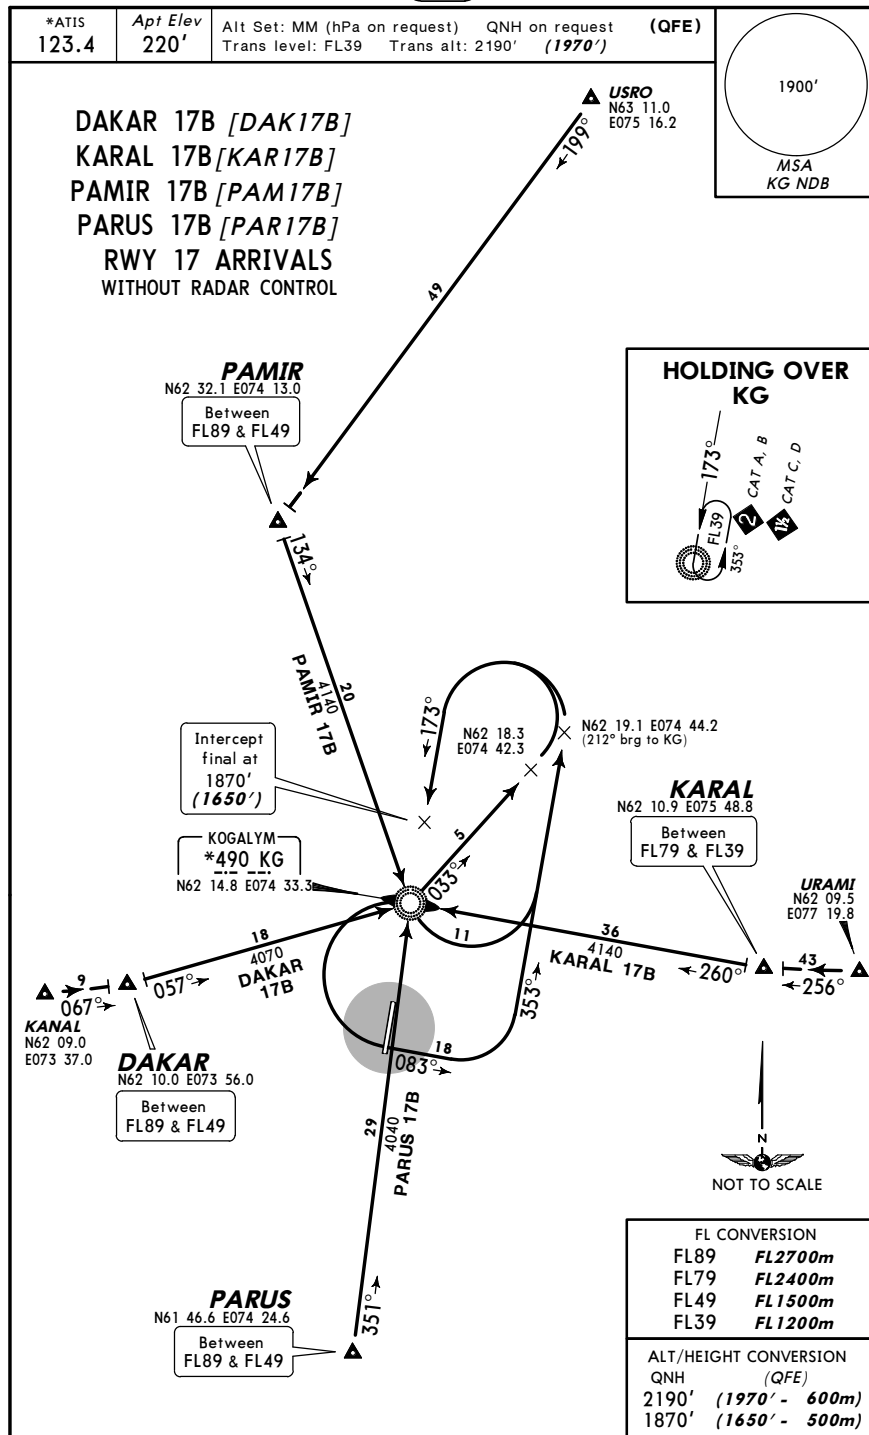 *ATIS
123.4
Apt Elev
220'
Alt Set: MM (hPa on request) QNH on request (QFE)
Trans level: FL39 Trans alt: 2190' (1970')
1900'
MSA
KG NDB
DAKAR 17B [DAK17B]
KARAL 17B [KAR17B]
PAMIR 17B [PAM17B]
PARUS 17B [PAR17B]
RWY 17 ARRIVALS
WITHOUT RADAR CONTROL
USRO
N63 11.0
E075 16.2
199°
49
PAMIR
N62 32.1 E074 13.0
Between
FL89 & FL49
134°
20
4140
PAMIR 17B
HOLDING OVER
KG
173°
FL39
353°
2
CAT A, B
1½
CAT C, D
173°
N62 18.3
E074 42.3
N62 19.1 E074 44.2
(212° brg to KG)
Intercept
final at
1870'
(1650')
5
033°
KOGALYM
*490 KG
N62 14.8 E074 33.3
KARAL
N62 10.9 E075 48.8
Between
FL79 & FL39
URAMI
N62 09.5
E077 19.8
11
36
4140
KARAL 17B
260°
43
256°
18
4070
DAKAR
17B
057°
9
067°
KANAL
N62 09.0
E073 37.0
DAKAR
N62 10.0 E073 56.0
Between
FL89 & FL49
353°
18
083°
29
4040
PARUS 17B
351°
N
NOT TO SCALE
PARUS
N61 46.6 E074 24.6
Between
FL89 & FL49
FL CONVERSION
FL89 FL2700m
FL79 FL2400m
FL49 FL1500m
FL39 FL1200m
ALT/HEIGHT CONVERSION
QNH (QFE)
2190' (1970' - 600m)
1870' (1650' - 500m)